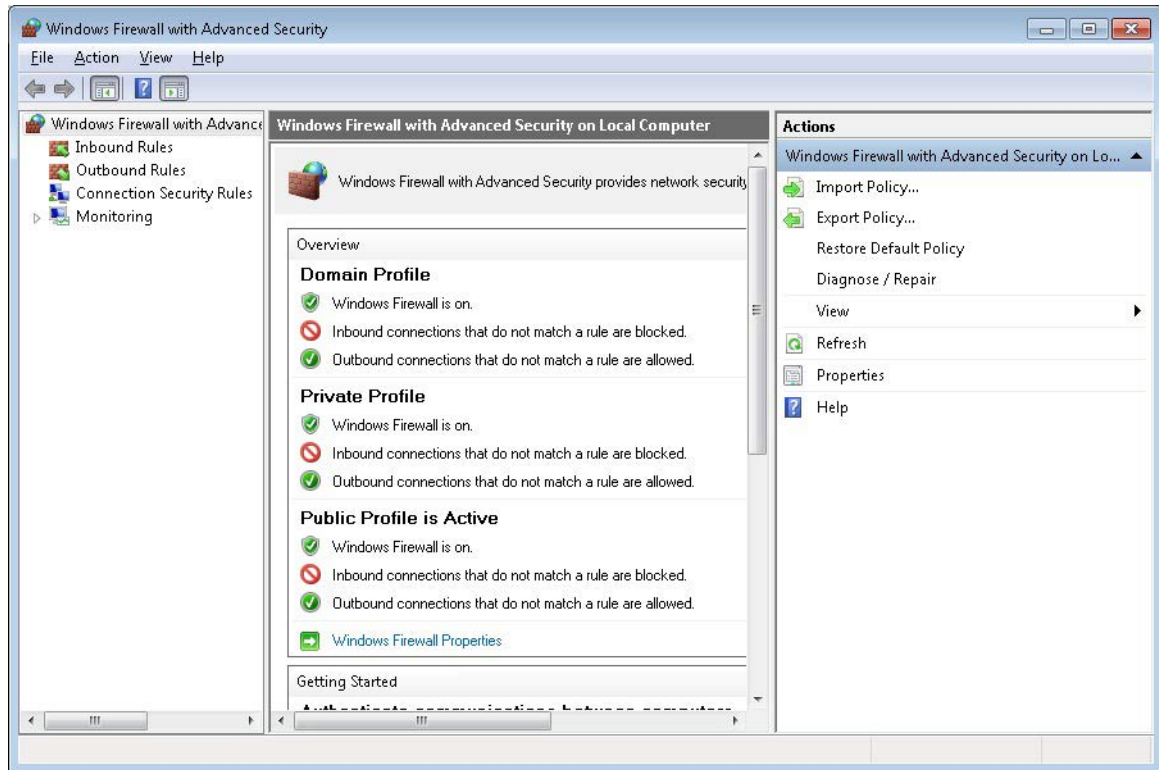 Windows Firewall with Advanced Security
File Action View Help
Windows Firewall with Advance
Inbound Rules
Outbound Rules
Connection Security Rules
Monitoring
Windows Firewall with Advanced Security on Local Computer
Windows Firewall with Advanced Security provides network security
Overview
Domain Profile
Windows Firewall is on.
Inbound connections that do not match a rule are blocked.
Outbound connections that do not match a rule are allowed.
Private Profile
Windows Firewall is on.
Inbound connections that do not match a rule are blocked.
Outbound connections that do not match a rule are allowed.
Public Profile is Active
Windows Firewall is on.
Inbound connections that do not match a rule are blocked.
Outbound connections that do not match a rule are allowed.
Windows Firewall Properties
Getting Started
Authenticate communications between computers
Actions
Windows Firewall with Advanced Security on Lo...
Import Policy...
Export Policy...
Restore Default Policy
Diagnose / Repair
View
Refresh
Properties
Help